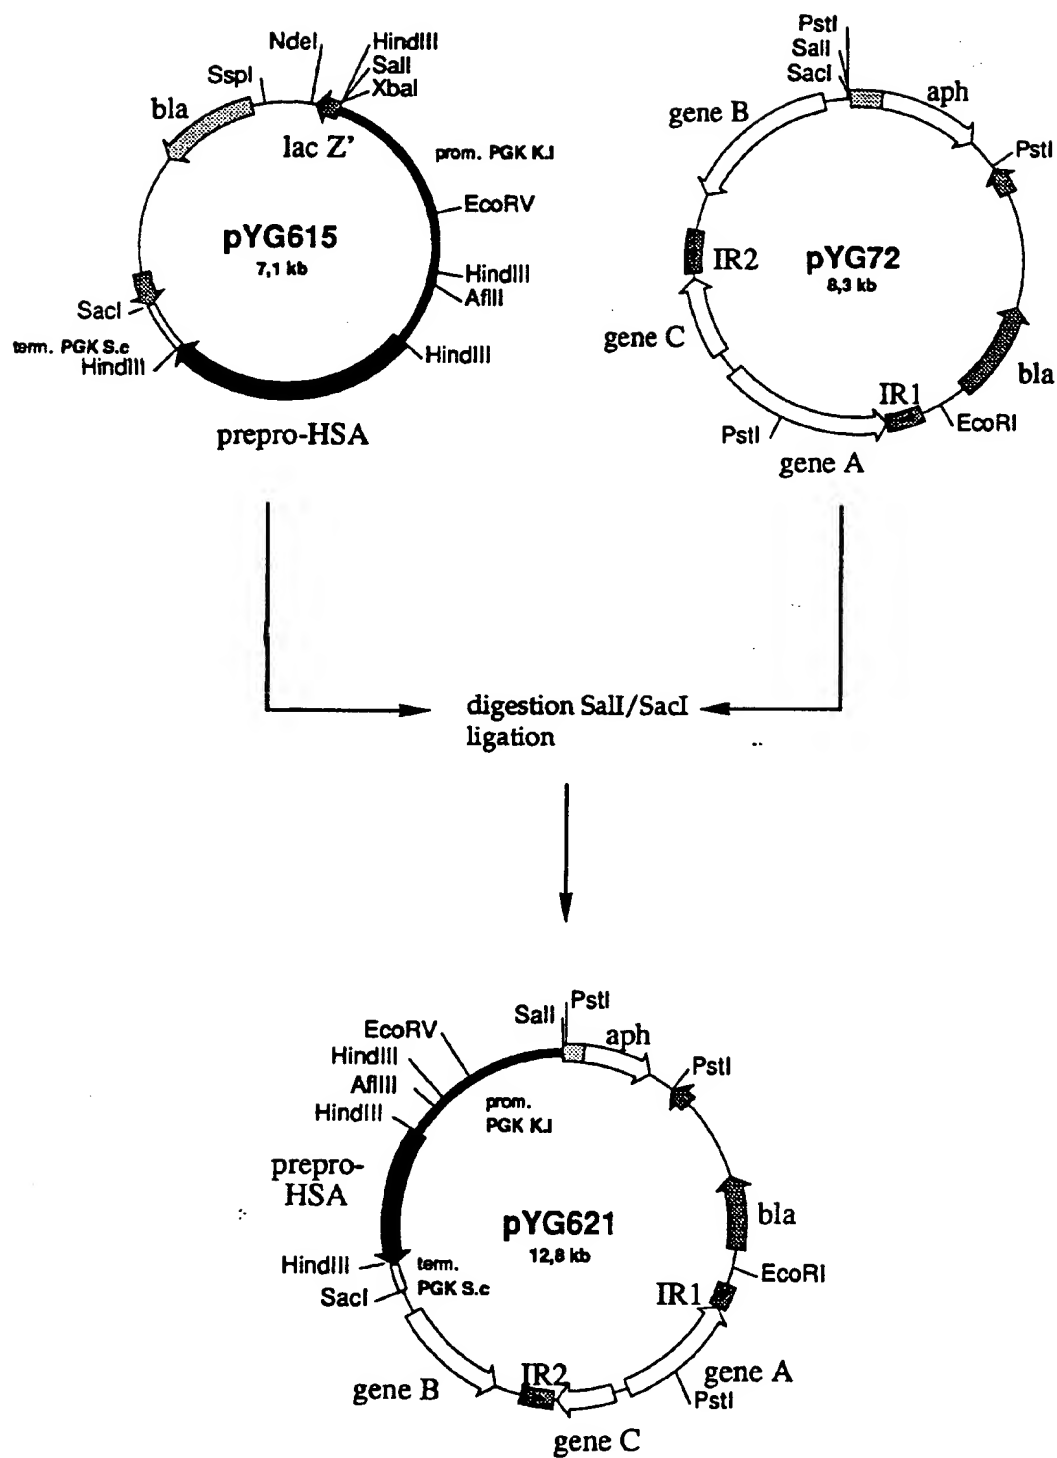 NdeI
HindIII
SalI
XbaI
SspI
bla
lac Z'
prom. PGK K.l
EcoRV
pYG615
7,1 kb
HindIII
AflII
SacI
term. PGK S.c
HindIII
HindIII
prepro-HSA
PstI
SalI
SacI
aph
gene B
PstI
IR2
pYG72
8,3 kb
gene C
bla
IR1
EcoRI
PstI
gene A
digestion SalI/SacI
ligation
PstI
SalI
aph
EcoRV
HindIII
AflIII
HindIII
PstI
prom.
PGK K.l
prepro-
HSA
pYG621
12,8 kb
bla
HindIII
term.
PGK S.c
SacI
EcoRI
IR1
IR2
gene A
gene B
PstI
gene C